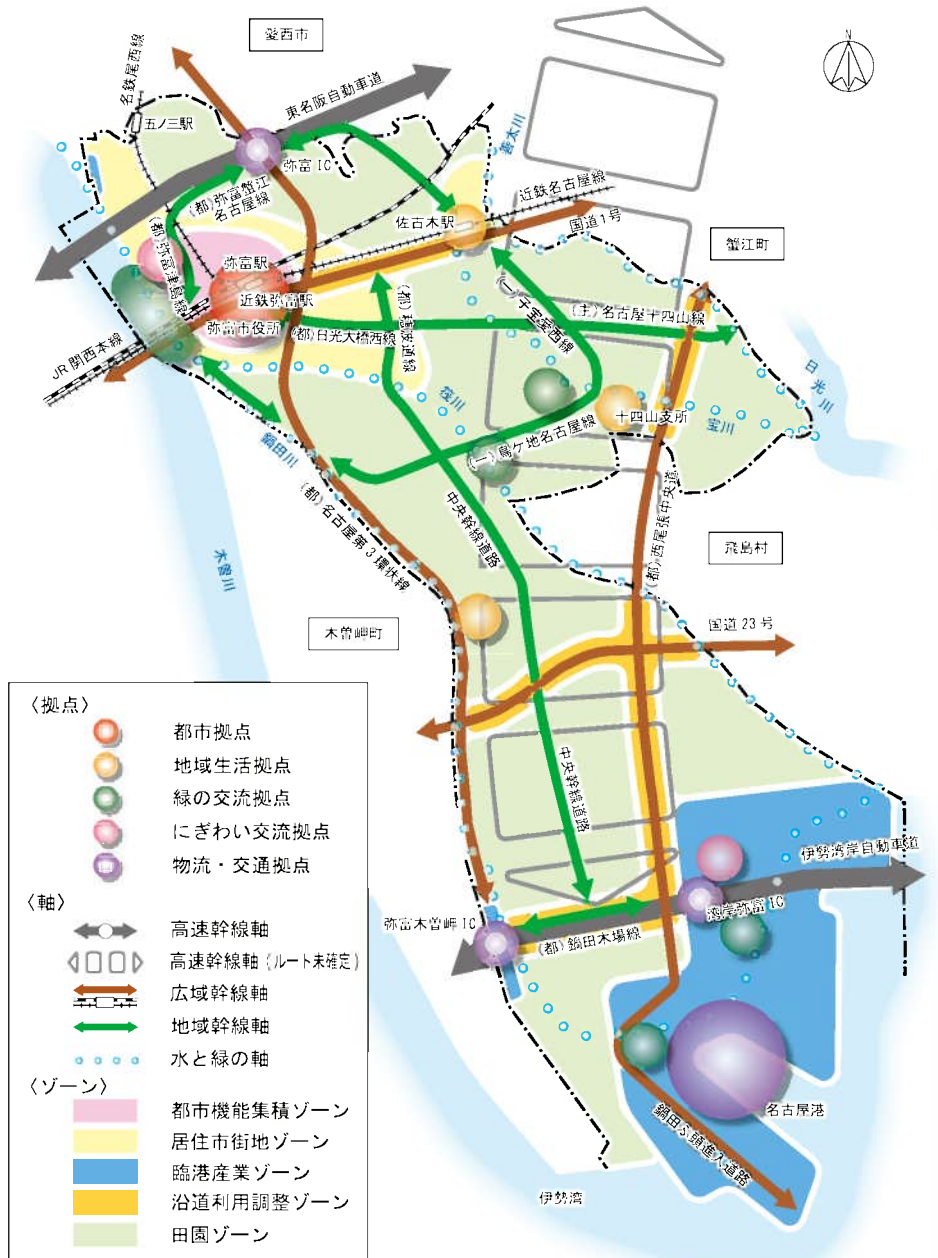 愛西市
N
名鉄尾西線
東名阪自動車道
五ノ三駅
弥富IC
善太川
(都)弥富蟹江
名古屋線
近鉄名古屋線
佐古木駅
国道1号
蟹江町
(都)弥富津島線
弥富駅
近鉄弥富駅
弥富市役所
(都)日光大橋西線
(一)子宝愛西線
(主)名古屋十四山線
JR関西本線
日光川
筏川
十四山支所
宝川
鍋田川
(一)鳥ケ地名古屋線
(都)名古屋第3環状線
中央幹線道路
(都)西尾張中央道
飛島村
木曽川
木曽岬町
国道23号
中央幹線道路
伊勢湾岸自動車道
弥富木曽岬IC
湾岸弥富IC
(都)鍋田木場線
名古屋港
鍋田ふ頭進入道路
伊勢湾
〈拠点〉
都市拠点
地域生活拠点
緑の交流拠点
にぎわい交流拠点
物流・交通拠点
〈軸〉
高速幹線軸
高速幹線軸(ルート未確定)
広域幹線軸
地域幹線軸
水と緑の軸
〈ゾーン〉
都市機能集積ゾーン
居住市街地ゾーン
臨港産業ゾーン
沿道利用調整ゾーン
田園ゾーン